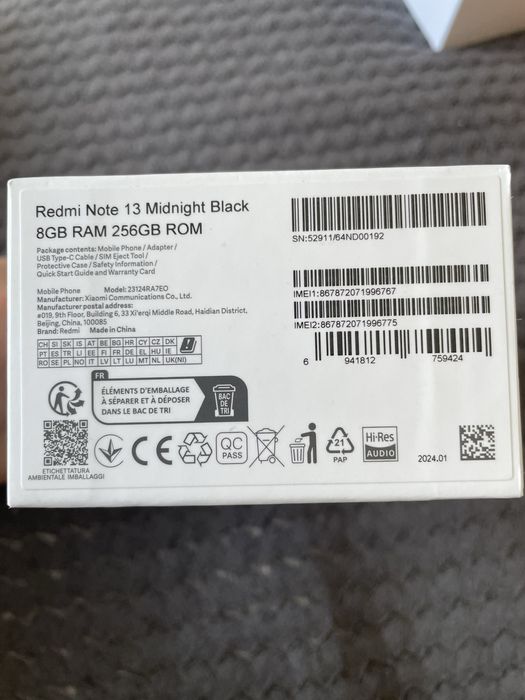 Redmi Note 13 Midnight Black
8GB RAM 256GB ROM
Package contents: Mobile Phone / Adapter /
USB Type-C Cable / SIM Eject Tool /
Protective Case / Safety Information /
Quick Start Guide and Warranty Card
Mobile Phone Model: 23124RA7EO
Manufacturer: Xiaomi Communications Co., Ltd.
Manufacturer postal address:
#019, 9th Floor, Building 6, 33 Xi'erqi Middle Road, Haidian District,
Beijing, China, 100085
Brand: Redmi Made in China
CH SI SK IS AT BE BG HR CY CZ DK
PT ES TR LI EE FI FR DE EL HU IE
RO SE PL NO IT LV LT LU MT NL UK(NI)
SN:52911/64ND00192
IMEI1:867872071996767
IMEI2:867872071996775
6 941812 759424
FR
ÉLÉMENTS D'EMBALLAGE
À SÉPARER ET À DÉPOSER
DANS LE BAC DE TRI
BAC
DE
TRI
ETICHETTATURA
AMBIENTALE IMBALLAGGI
CE
QC
PASS
21
PAP
Hi-Res
AUDIO
2024.01